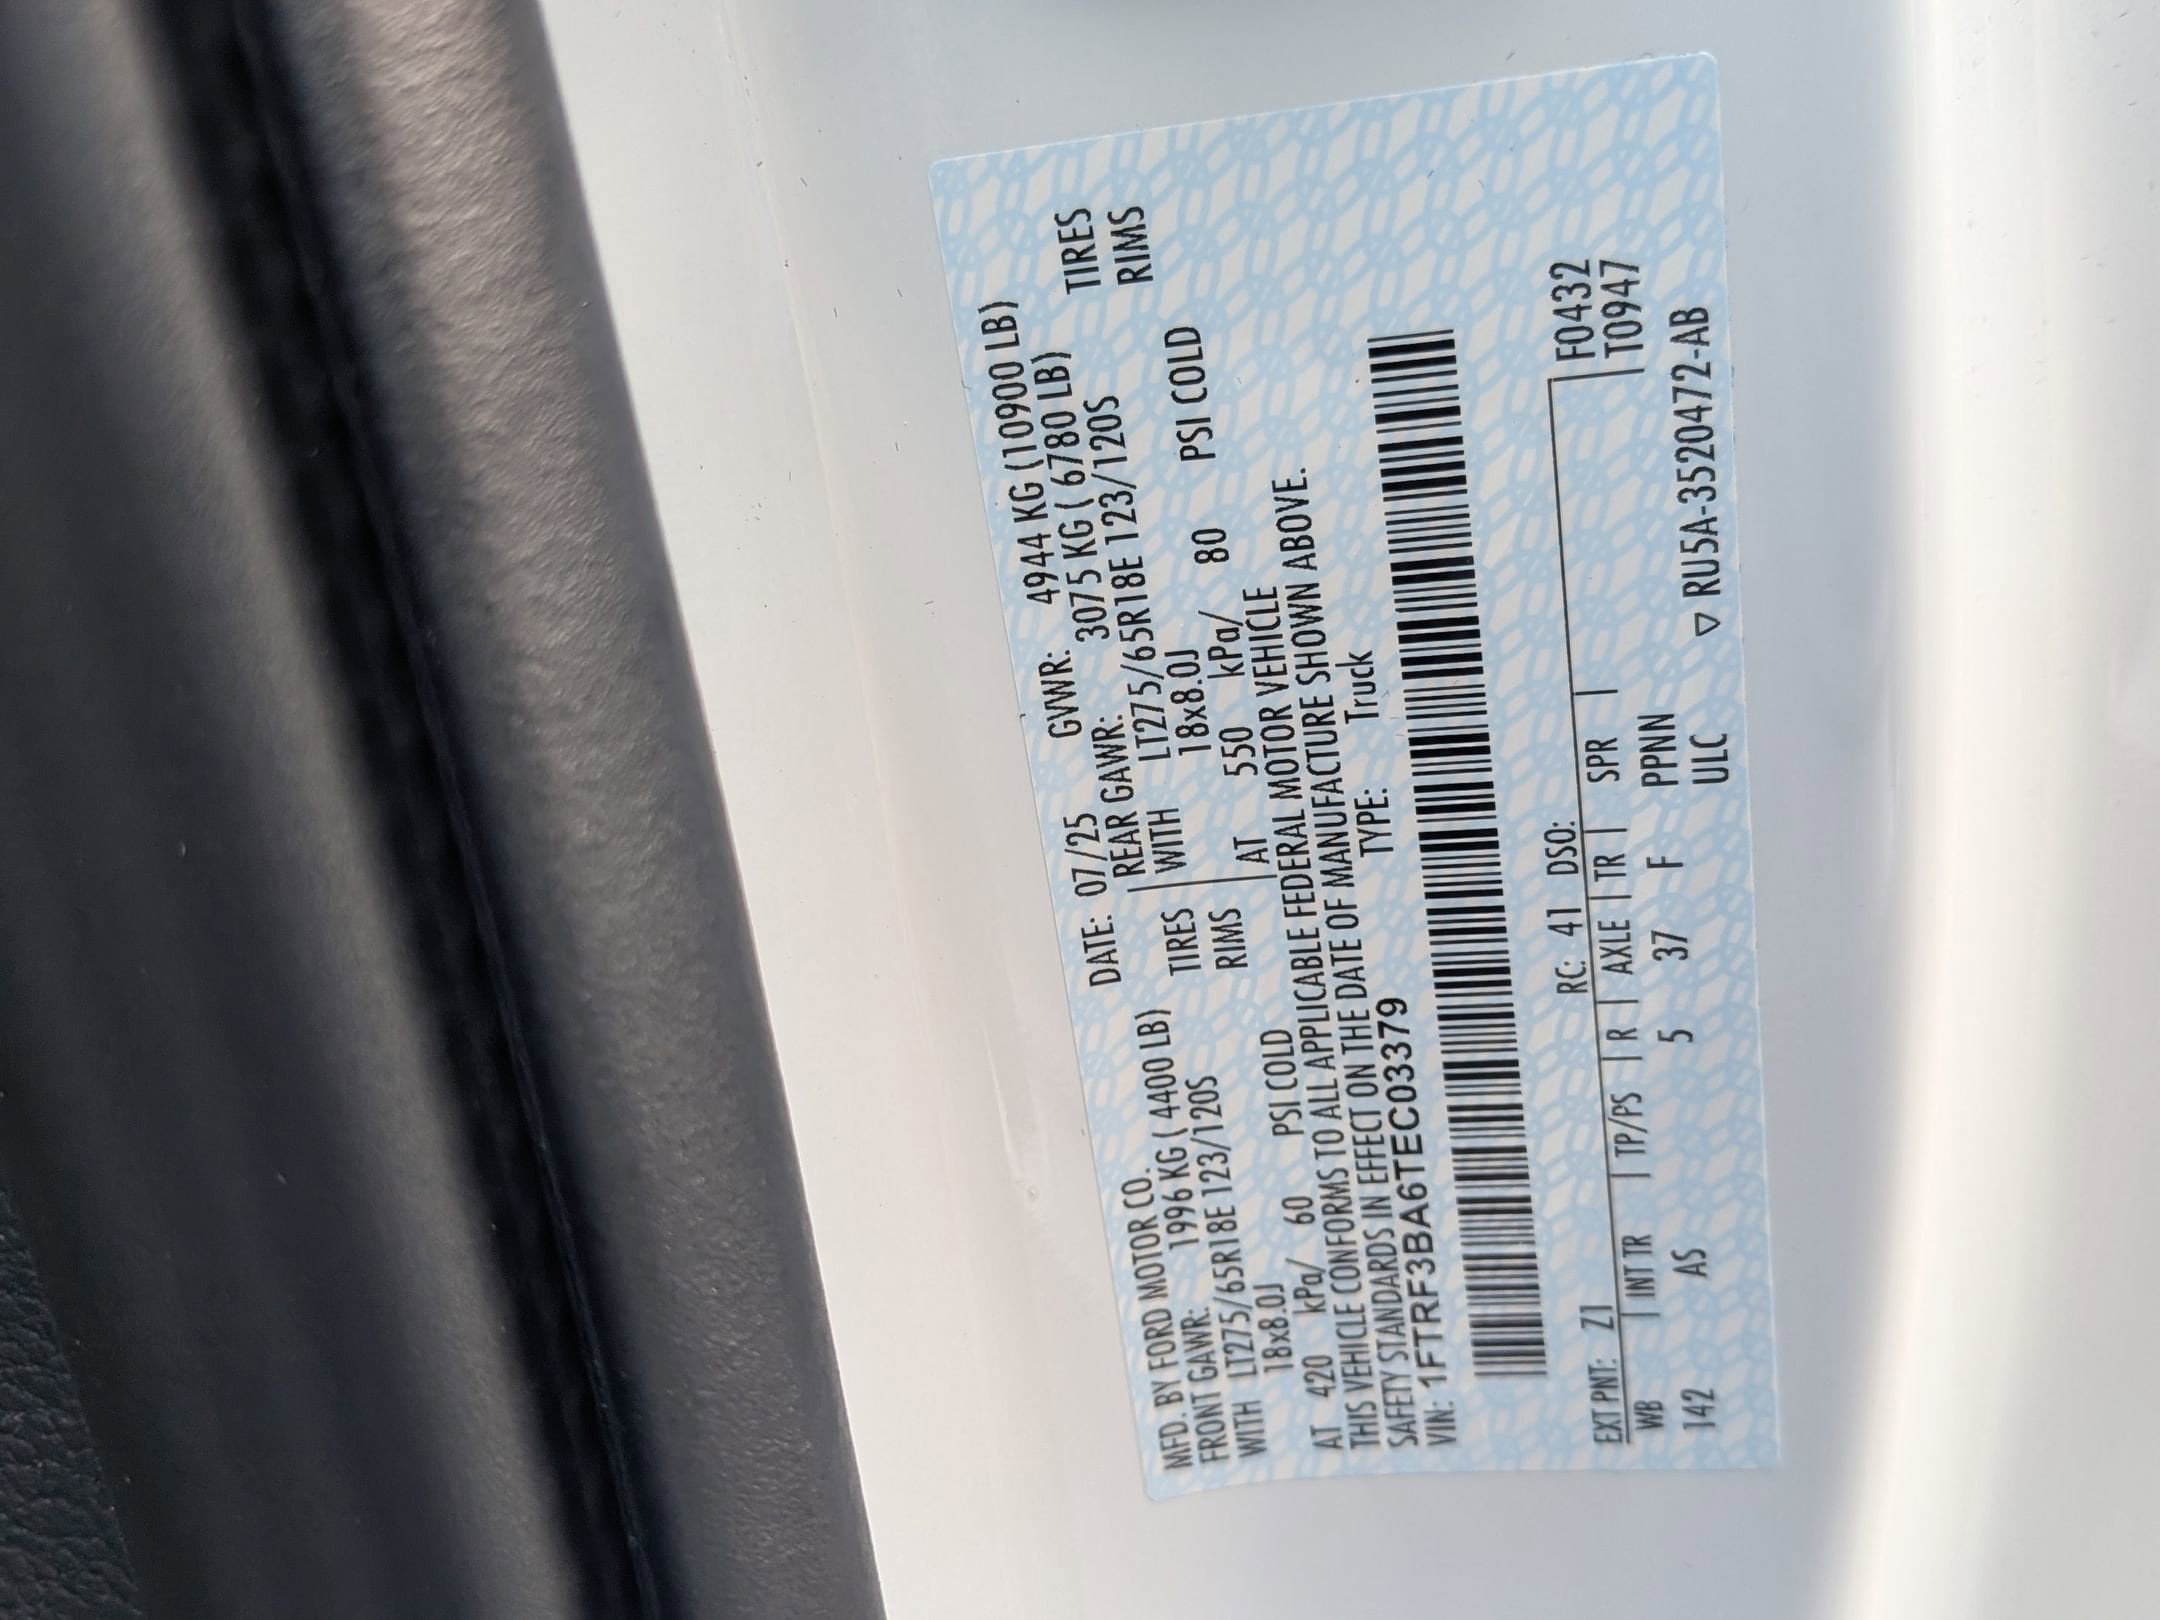 MFD. BY FORD MOTOR CO. DATE: 07/25 GVWR: 4944 KG (10900 LB)
FRONT GAWR: 1996 KG ( 4400 LB) REAR GAWR: 3075 KG ( 6780 LB)
WITH LT275/65R18E 123/120S TIRES WITH LT275/65R18E 123/120S TIRES
18x8.0J RIMS 18x8.0J RIMS
AT 420 kPa/ 60 PSI COLD AT 550 kPa/ 80 PSI COLD
THIS VEHICLE CONFORMS TO ALL APPLICABLE FEDERAL MOTOR VEHICLE
SAFETY STANDARDS IN EFFECT ON THE DATE OF MANUFACTURE SHOWN ABOVE.
VIN: 1FTRF3BA6TEC03379 TYPE: Truck
EXT PNT: Z1 RC: 41 DSO: F0432
WB INT TR TP/PS R AXLE TR SPR T0947
142 AS 5 37 F PPNN
ULC ▽ RU5A-3520472-AB